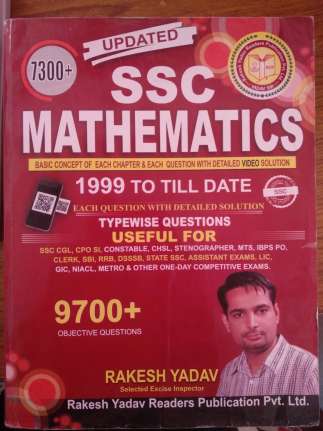 UPDATED
7300+
SSC
MATHEMATICS
BASIC CONCEPT OF EACH CHAPTER & EACH QUESTION WITH DETAILED VIDEO SOLUTION
1999 TO TILL DATE
SSC
EACH QUESTION WITH DETAILED SOLUTION
TYPEWISE QUESTIONS
USEFUL FOR
SSC CGL, CPO SI, CONSTABLE, CHSL, STENOGRAPHER, MTS, IBPS PO,
CLERK, SBI, RRB, DSSSB, STATE SSC, ASSISTANT EXAMS, LIC,
GIC, NIACL, METRO & OTHER ONE-DAY COMPETITIVE EXAMS.
9700+
OBJECTIVE QUESTIONS
RAKESH YADAV
Selected Excise Inspector
Rakesh Yadav Readers Publication Pvt. Ltd.